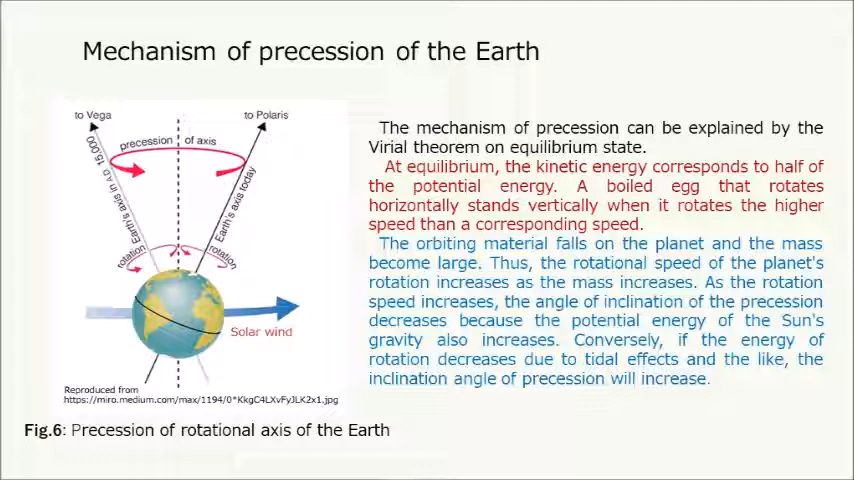 Mechanism of precession of the Earth
to Vega
to Polaris
precession of axis
Earth's axis in A.D. 15,000
Earth's axis today
rotation
rotation
Solar wind
Reproduced from
https://miro.medium.com/max/1194/0*KkgC4LXvFyJLK2x1.jpg
Fig.6: Precession of rotational axis of the Earth
The mechanism of precession can be explained by the
Virial theorem on equilibrium state.
At equilibrium, the kinetic energy corresponds to half of
the potential energy. A boiled egg that rotates
horizontally stands vertically when it rotates the higher
speed than a corresponding speed.
The orbiting material falls on the planet and the mass
become large. Thus, the rotational speed of the planet's
rotation increases as the mass increases. As the rotation
speed increases, the angle of inclination of the precession
decreases because the potential energy of the Sun's
gravity also increases. Conversely, if the energy of
rotation decreases due to tidal effects and the like, the
inclination angle of precession will increase.